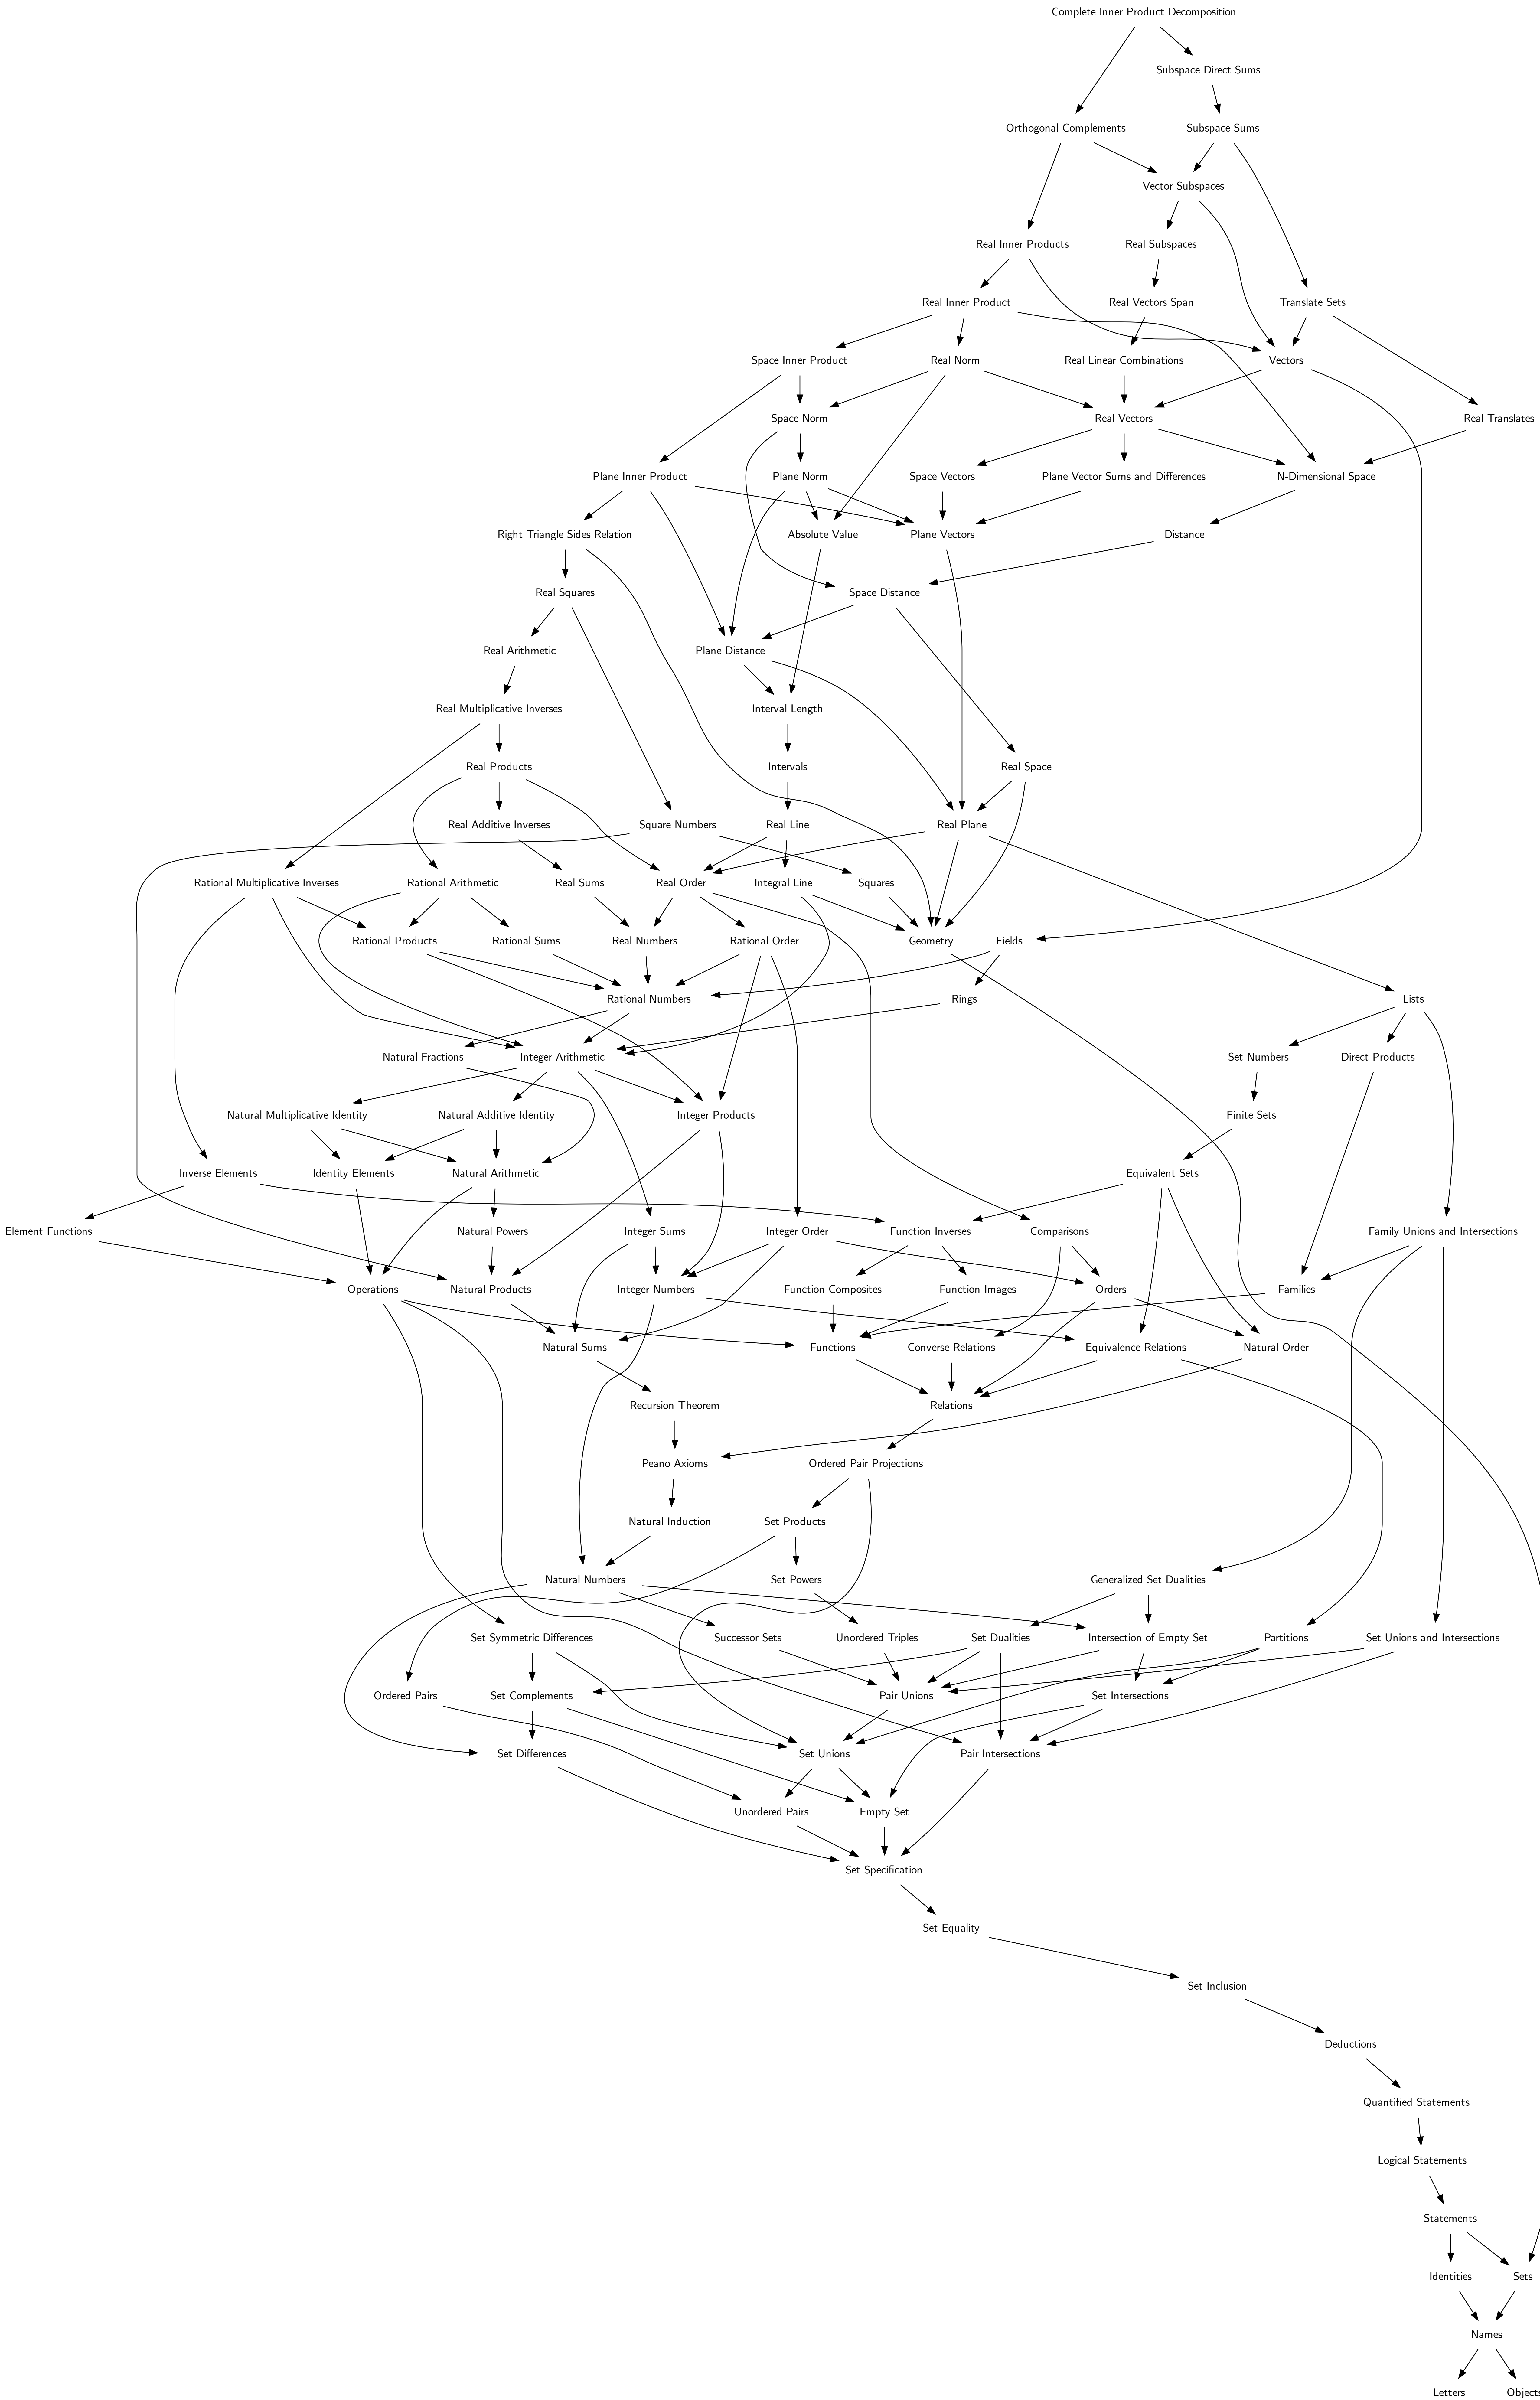 Complete Inner Product Decomposition
Subspace Direct Sums
Orthogonal Complements
Subspace Sums
Vector Subspaces
Real Inner Products
Real Subspaces
Real Inner Product
Real Vectors Span
Translate Sets
Space Inner Product
Real Norm
Real Linear Combinations
Vectors
Space Norm
Real Vectors
Real Translates
Plane Inner Product
Plane Norm
Space Vectors
Plane Vector Sums and Differences
N-Dimensional Space
Right Triangle Sides Relation
Absolute Value
Plane Vectors
Distance
Real Squares
Space Distance
Real Arithmetic
Plane Distance
Real Multiplicative Inverses
Interval Length
Real Products
Intervals
Real Space
Real Additive Inverses
Square Numbers
Real Line
Real Plane
Rational Multiplicative Inverses
Rational Arithmetic
Real Sums
Real Order
Integral Line
Squares
Rational Products
Rational Sums
Real Numbers
Rational Order
Geometry
Fields
Rational Numbers
Rings
Lists
Natural Fractions
Integer Arithmetic
Set Numbers
Direct Products
Natural Multiplicative Identity
Natural Additive Identity
Integer Products
Finite Sets
Inverse Elements
Identity Elements
Natural Arithmetic
Equivalent Sets
Element Functions
Natural Powers
Integer Sums
Integer Order
Function Inverses
Comparisons
Family Unions and Intersections
Operations
Natural Products
Integer Numbers
Function Composites
Function Images
Orders
Families
Natural Sums
Functions
Converse Relations
Equivalence Relations
Natural Order
Recursion Theorem
Relations
Peano Axioms
Ordered Pair Projections
Natural Induction
Set Products
Natural Numbers
Set Powers
Generalized Set Dualities
Set Symmetric Differences
Successor Sets
Unordered Triples
Set Dualities
Intersection of Empty Set
Partitions
Set Unions and Intersections
Ordered Pairs
Set Complements
Pair Unions
Set Intersections
Set Differences
Set Unions
Pair Intersections
Unordered Pairs
Empty Set
Set Specification
Set Equality
Set Inclusion
Deductions
Quantified Statements
Logical Statements
Statements
Identities
Sets
Names
Letters
Objects